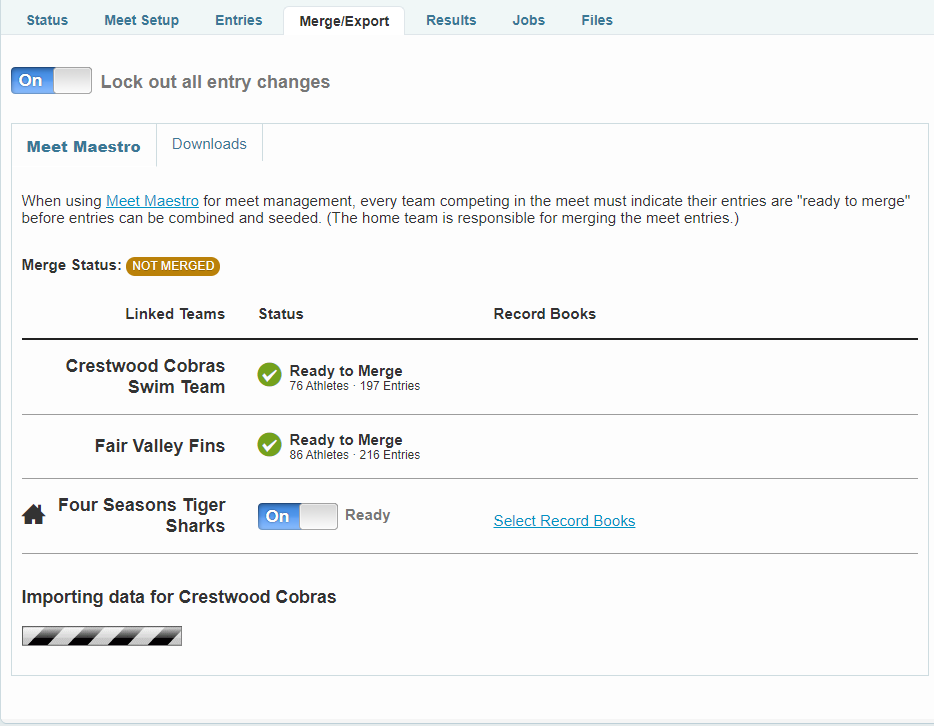 Status Meet Setup Entries Merge/Export Results Jobs Files
On Lock out all entry changes
Meet Maestro Downloads
When using Meet Maestro for meet management, every team competing in the meet must indicate their entries are "ready to merge"
before entries can be combined and seeded. (The home team is responsible for merging the meet entries.)
Merge Status: NOT MERGED
Linked Teams Status Record Books
Crestwood Cobras
Swim Team
Ready to Merge
76 Athletes · 197 Entries
Fair Valley Fins
Ready to Merge
86 Athletes · 216 Entries
Four Seasons Tiger
Sharks
On Ready
Select Record Books
Importing data for Crestwood Cobras